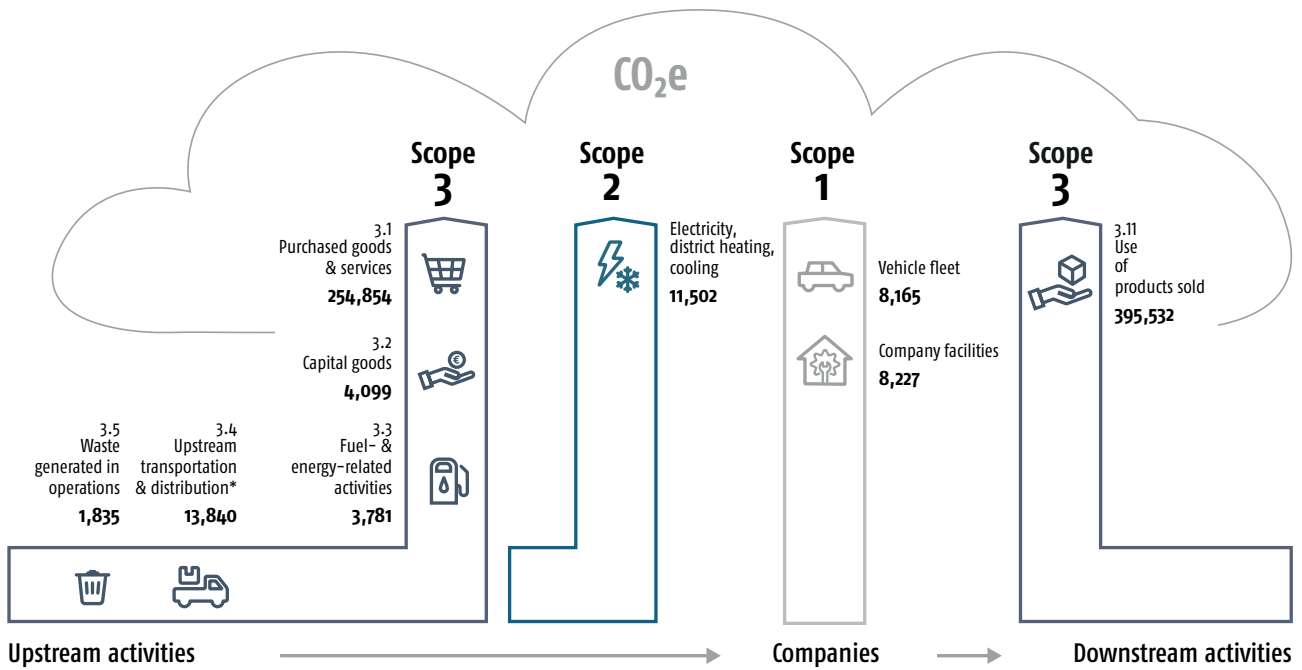 CO₂e
Scope
3
3.1
Purchased goods
& services
254,854
3.2
Capital goods
4,099
3.5
Waste
generated in
operations
1,835
3.4
Upstream
transportation
& distribution*
13,840
3.3
Fuel- &
energy-related
activities
3,781
Scope
2
Electricity,
district heating,
cooling
11,502
Scope
1
Vehicle fleet
8,165
Company facilities
8,227
Scope
3
3.11
Use
of
products sold
395,532
€
Upstream activities
Companies
Downstream activities